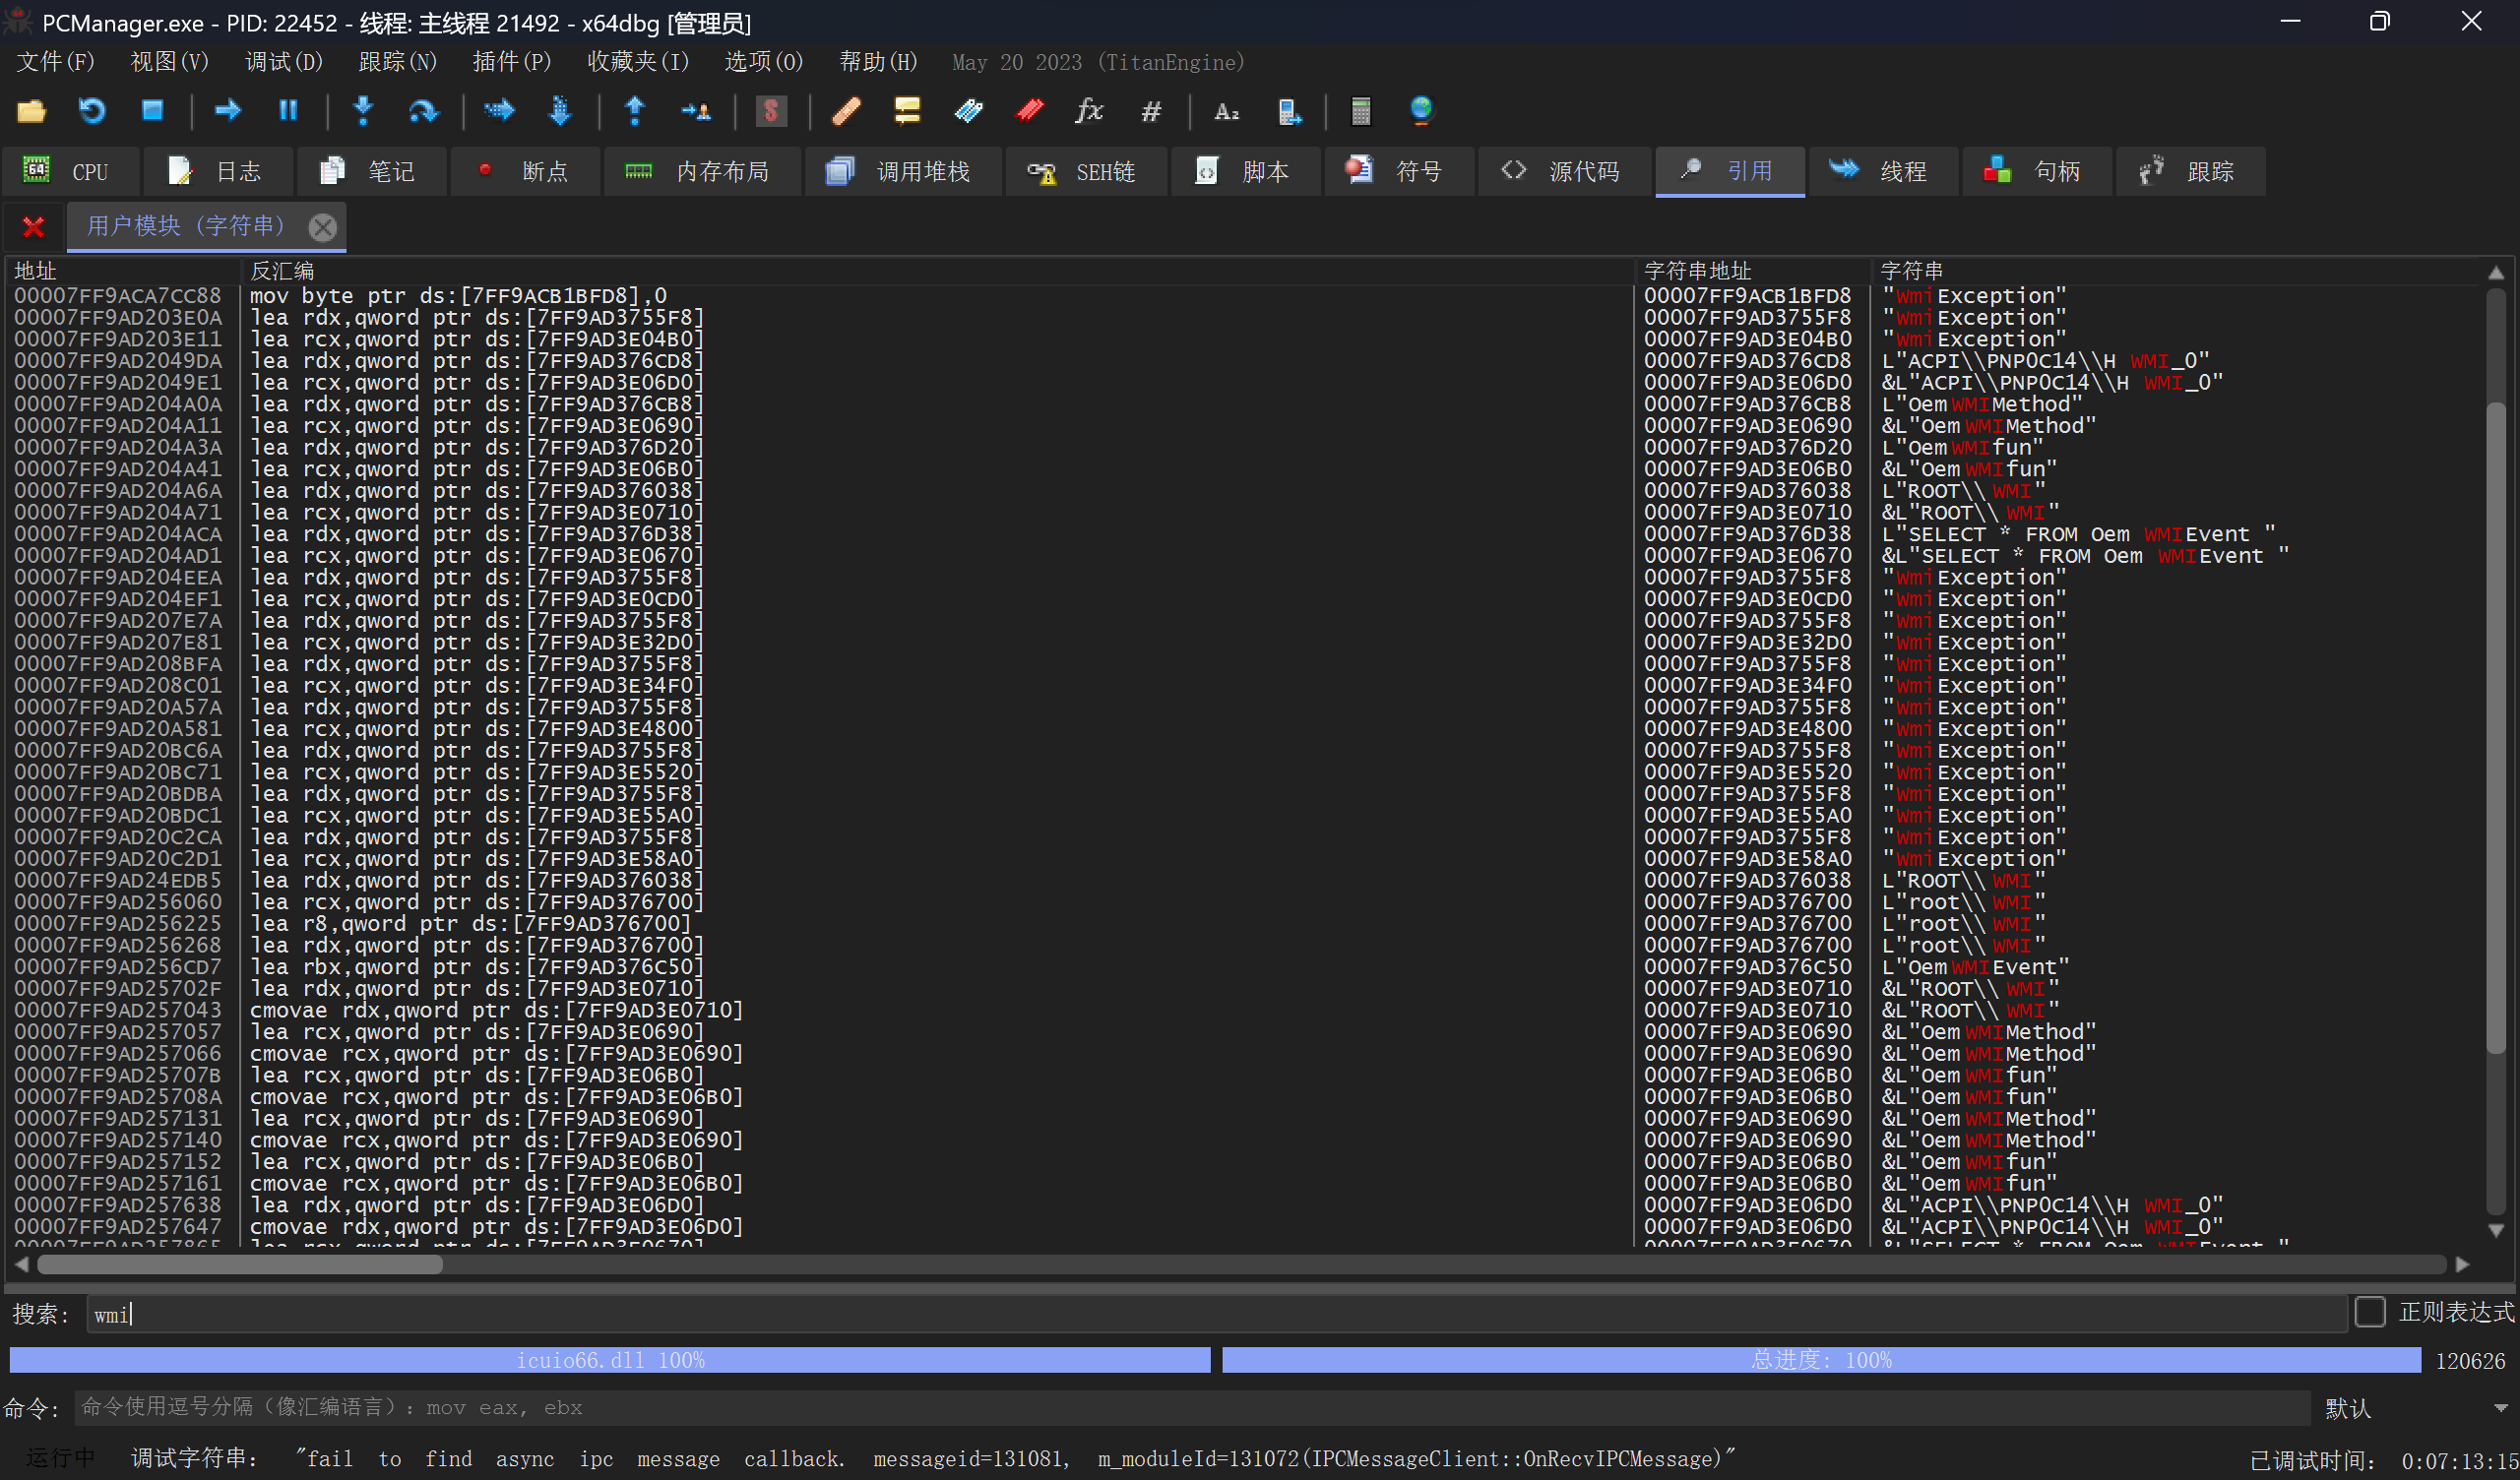 PCManager.exe - PID: 22452 - 线程: 主线程 21492 - x64dbg [管理员]
文件(F) 视图(V) 调试(D) 跟踪(N) 插件(P) 收藏夹(I) 选项(O) 帮助(H) May 20 2023 (TitanEngine)
CPU 日志 笔记 断点 内存布局 调用堆栈 SEH链 脚本 符号 源代码 引用 线程 句柄 跟踪
用户模块 (字符串)
地址 反汇编 字符串地址 字符串
00007FF9ACA7CC88 mov byte ptr ds:[7FF9ACB1BFD8],0 00007FF9ACB1BFD8 "WmiException"
00007FF9AD203E0A lea rdx,qword ptr ds:[7FF9AD3755F8] 00007FF9AD3755F8 "WmiException"
00007FF9AD203E11 lea rcx,qword ptr ds:[7FF9AD3E04B0] 00007FF9AD3E04B0 "WmiException"
00007FF9AD2049DA lea rdx,qword ptr ds:[7FF9AD376CD8] 00007FF9AD376CD8 L"ACPI\\PNP0C14\\H WMI_0"
00007FF9AD2049E1 lea rcx,qword ptr ds:[7FF9AD3E06D0] 00007FF9AD3E06D0 &L"ACPI\\PNP0C14\\H WMI_0"
00007FF9AD204A0A lea rdx,qword ptr ds:[7FF9AD376CB8] 00007FF9AD376CB8 L"OemWMIMethod"
00007FF9AD204A11 lea rcx,qword ptr ds:[7FF9AD3E0690] 00007FF9AD3E0690 &L"OemWMIMethod"
00007FF9AD204A3A lea rdx,qword ptr ds:[7FF9AD376D20] 00007FF9AD376D20 L"OemWMIfun"
00007FF9AD204A41 lea rcx,qword ptr ds:[7FF9AD3E06B0] 00007FF9AD3E06B0 &L"OemWMIfun"
00007FF9AD204A6A lea rdx,qword ptr ds:[7FF9AD376038] 00007FF9AD376038 L"ROOT\\WMI"
00007FF9AD204A71 lea rcx,qword ptr ds:[7FF9AD3E0710] 00007FF9AD3E0710 &L"ROOT\\WMI"
00007FF9AD204ACA lea rdx,qword ptr ds:[7FF9AD376D38] 00007FF9AD376D38 L"SELECT * FROM Oem WMIEvent "
00007FF9AD204AD1 lea rcx,qword ptr ds:[7FF9AD3E0670] 00007FF9AD3E0670 &L"SELECT * FROM Oem WMIEvent "
00007FF9AD204EEA lea rdx,qword ptr ds:[7FF9AD3755F8] 00007FF9AD3755F8 "WmiException"
00007FF9AD204EF1 lea rcx,qword ptr ds:[7FF9AD3E0CD0] 00007FF9AD3E0CD0 "WmiException"
00007FF9AD207E7A lea rdx,qword ptr ds:[7FF9AD3755F8] 00007FF9AD3755F8 "WmiException"
00007FF9AD207E81 lea rcx,qword ptr ds:[7FF9AD3E32D0] 00007FF9AD3E32D0 "WmiException"
00007FF9AD208BFA lea rdx,qword ptr ds:[7FF9AD3755F8] 00007FF9AD3755F8 "WmiException"
00007FF9AD208C01 lea rcx,qword ptr ds:[7FF9AD3E34F0] 00007FF9AD3E34F0 "WmiException"
00007FF9AD20A57A lea rdx,qword ptr ds:[7FF9AD3755F8] 00007FF9AD3755F8 "WmiException"
00007FF9AD20A581 lea rcx,qword ptr ds:[7FF9AD3E4800] 00007FF9AD3E4800 "WmiException"
00007FF9AD20BC6A lea rdx,qword ptr ds:[7FF9AD3755F8] 00007FF9AD3755F8 "WmiException"
00007FF9AD20BC71 lea rcx,qword ptr ds:[7FF9AD3E5520] 00007FF9AD3E5520 "WmiException"
00007FF9AD20BDBA lea rdx,qword ptr ds:[7FF9AD3755F8] 00007FF9AD3755F8 "WmiException"
00007FF9AD20BDC1 lea rcx,qword ptr ds:[7FF9AD3E55A0] 00007FF9AD3E55A0 "WmiException"
00007FF9AD20C2CA lea rdx,qword ptr ds:[7FF9AD3755F8] 00007FF9AD3755F8 "WmiException"
00007FF9AD20C2D1 lea rcx,qword ptr ds:[7FF9AD3E58A0] 00007FF9AD3E58A0 "WmiException"
00007FF9AD24EDB5 lea rdx,qword ptr ds:[7FF9AD376038] 00007FF9AD376038 L"ROOT\\WMI"
00007FF9AD256060 lea rcx,qword ptr ds:[7FF9AD376700] 00007FF9AD376700 L"root\\WMI"
00007FF9AD256225 lea r8,qword ptr ds:[7FF9AD376700] 00007FF9AD376700 L"root\\WMI"
00007FF9AD256268 lea rdx,qword ptr ds:[7FF9AD376700] 00007FF9AD376700 L"root\\WMI"
00007FF9AD256CD7 lea rbx,qword ptr ds:[7FF9AD376C50] 00007FF9AD376C50 L"OemWMIEvent"
00007FF9AD25702F lea rdx,qword ptr ds:[7FF9AD3E0710] 00007FF9AD3E0710 &L"ROOT\\WMI"
00007FF9AD257043 cmovae rdx,qword ptr ds:[7FF9AD3E0710] 00007FF9AD3E0710 &L"ROOT\\WMI"
00007FF9AD257057 lea rcx,qword ptr ds:[7FF9AD3E0690] 00007FF9AD3E0690 &L"OemWMIMethod"
00007FF9AD257066 cmovae rcx,qword ptr ds:[7FF9AD3E0690] 00007FF9AD3E0690 &L"OemWMIMethod"
00007FF9AD25707B lea rcx,qword ptr ds:[7FF9AD3E06B0] 00007FF9AD3E06B0 &L"OemWMIfun"
00007FF9AD25708A cmovae rcx,qword ptr ds:[7FF9AD3E06B0] 00007FF9AD3E06B0 &L"OemWMIfun"
00007FF9AD257131 lea rcx,qword ptr ds:[7FF9AD3E0690] 00007FF9AD3E0690 &L"OemWMIMethod"
00007FF9AD257140 cmovae rcx,qword ptr ds:[7FF9AD3E0690] 00007FF9AD3E0690 &L"OemWMIMethod"
00007FF9AD257152 lea rcx,qword ptr ds:[7FF9AD3E06B0] 00007FF9AD3E06B0 &L"OemWMIfun"
00007FF9AD257161 cmovae rcx,qword ptr ds:[7FF9AD3E06B0] 00007FF9AD3E06B0 &L"OemWMIfun"
00007FF9AD257638 lea rdx,qword ptr ds:[7FF9AD3E06D0] 00007FF9AD3E06D0 &L"ACPI\\PNP0C14\\H WMI_0"
00007FF9AD257647 cmovae rdx,qword ptr ds:[7FF9AD3E06D0] 00007FF9AD3E06D0 &L"ACPI\\PNP0C14\\H WMI_0"
00007FF9AD257865 lea rcx,qword ptr ds:[7FF9AD3E0670] 00007FF9AD3E0670 &L"SELECT * FROM Oem WMIEvent "
搜索: wmi 正则表达式
icuio66.dll 100% 总进度: 100% 120626
命令: 命令使用逗号分隔（像汇编语言）: mov eax, ebx 默认
运行中 调试字符串: "fail to find async ipc message callback. messageid=131081, m_moduleId=131072(IPCMessageClient::OnRecvIPCMessage)" 已调试时间: 0:07:13:15